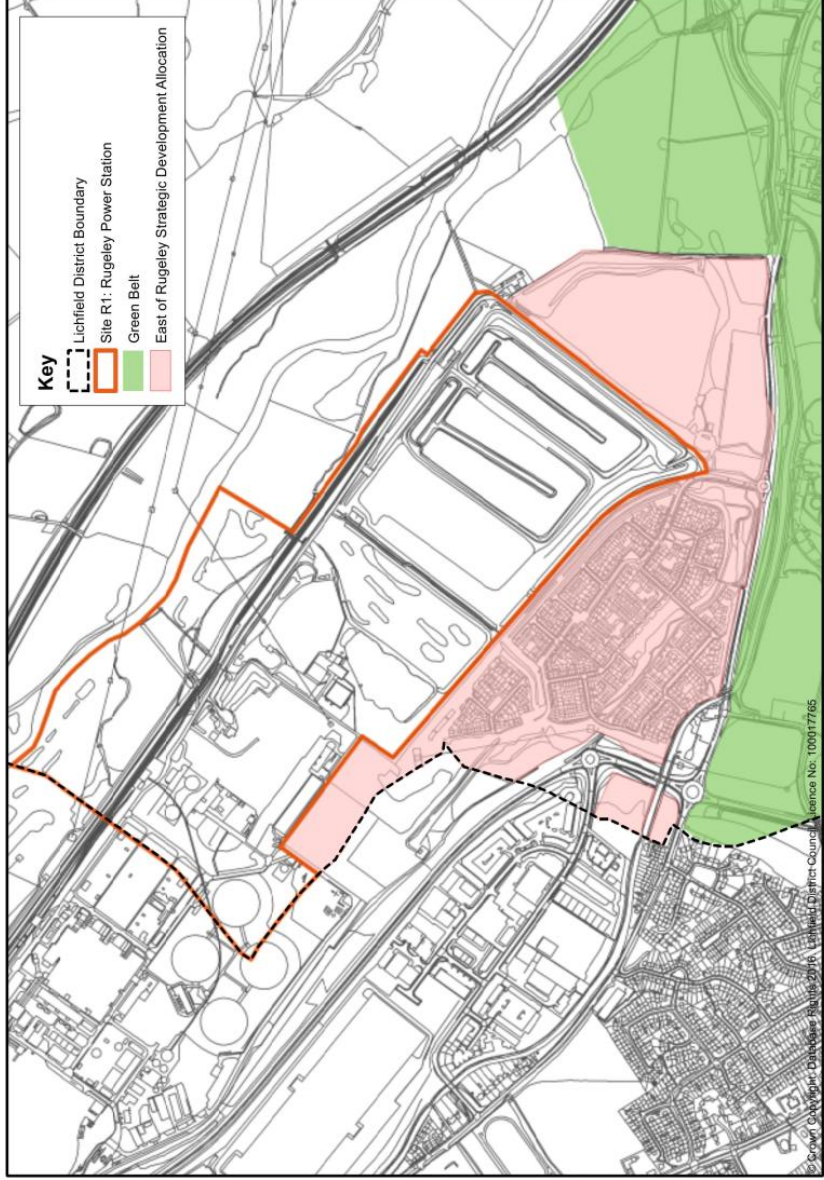 Key
Lichfield District Boundary
Site R1: Rugeley Power Station
Green Belt
East of Rugeley Strategic Development Allocation
© Crown Copyright: Database Rights 2016. Lichfield District Council Licence No: 100017765